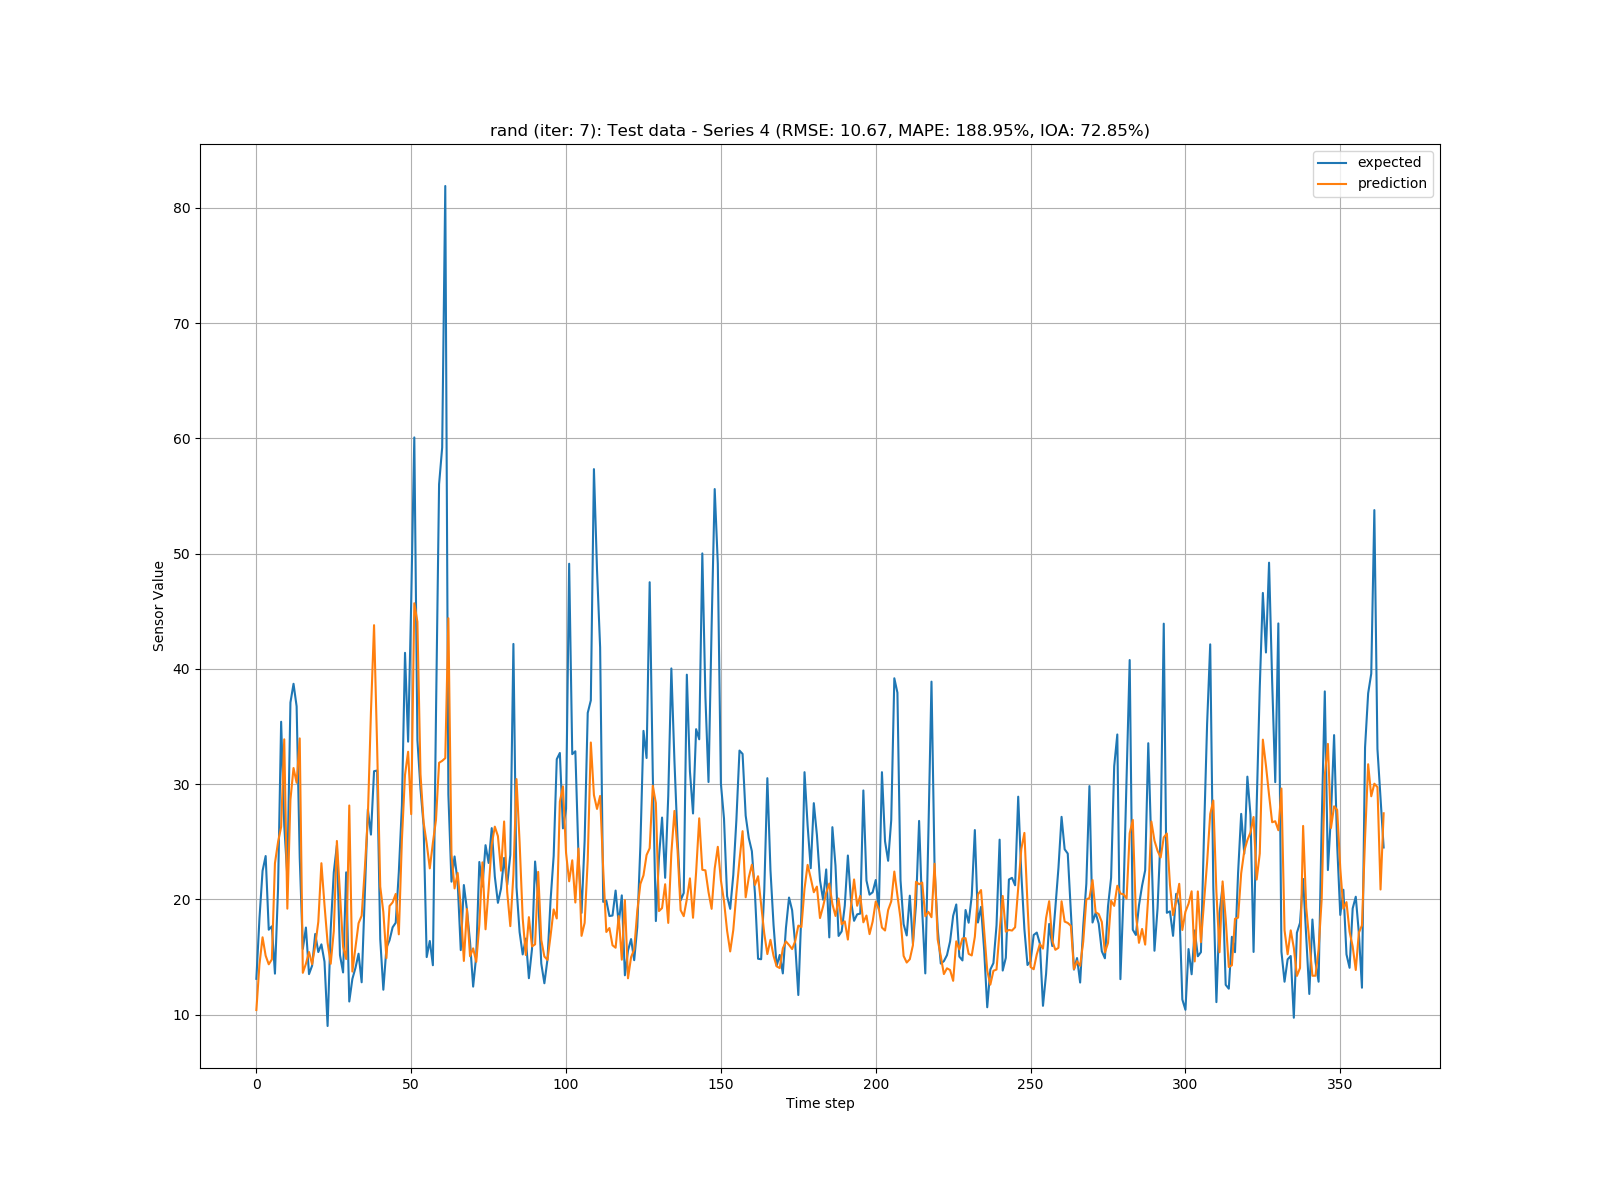 rand (iter: 7): Test data - Series 4 (RMSE: 10.67, MAPE: 188.95%, IOA: 72.85%)
expected
prediction
80
70
60
50
40
30
20
10
Sensor Value
0 50 100 150 200 250 300 350
Time step